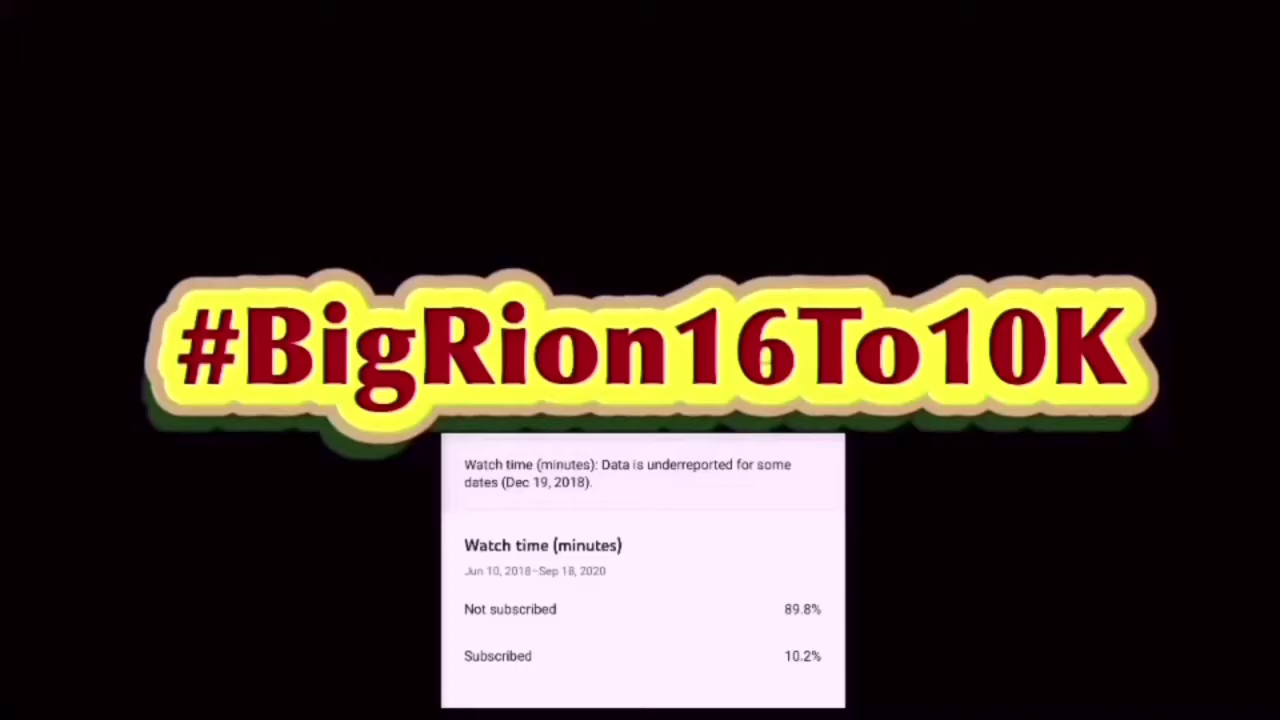 #BigRion16To10K
Watch time (minutes): Data is underreported for some
dates (Dec 19, 2018).
Watch time (minutes)
Jun 10, 2018–Sep 18, 2020
Not subscribed 89.8%
Subscribed 10.2%